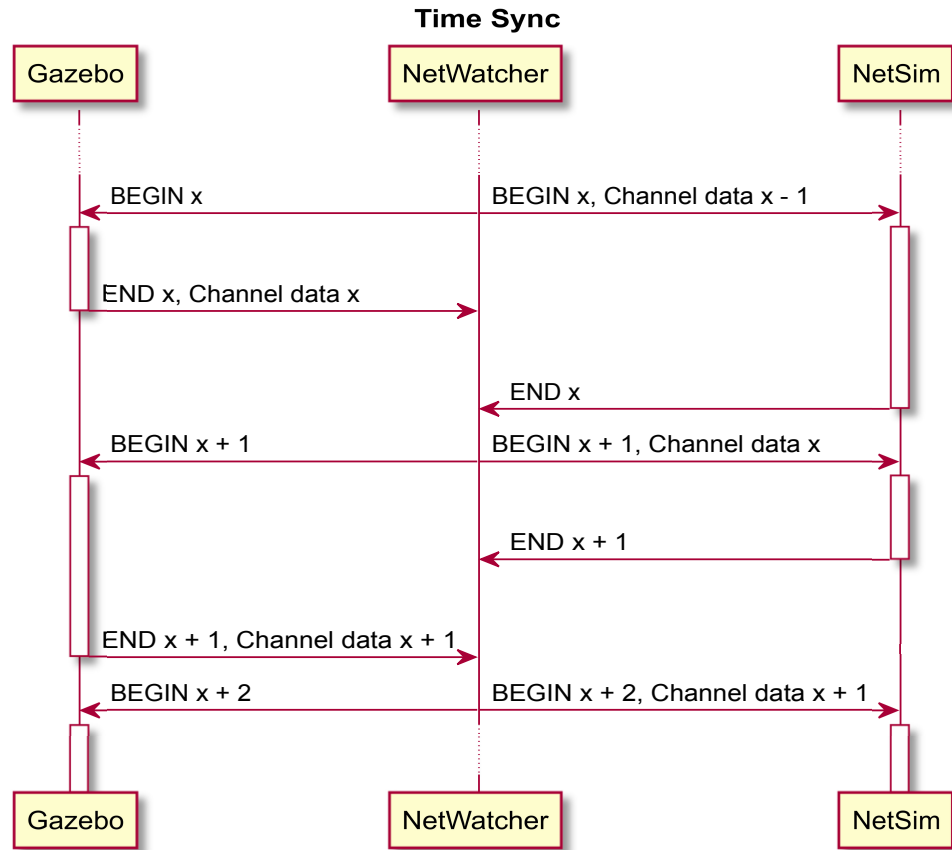 Time Sync
Gazebo
NetWatcher
NetSim
BEGIN x
BEGIN x, Channel data x - 1
END x, Channel data x
END x
BEGIN x + 1
BEGIN x + 1, Channel data x
END x + 1
END x + 1, Channel data x + 1
BEGIN x + 2
BEGIN x + 2, Channel data x + 1
Gazebo
NetWatcher
NetSim